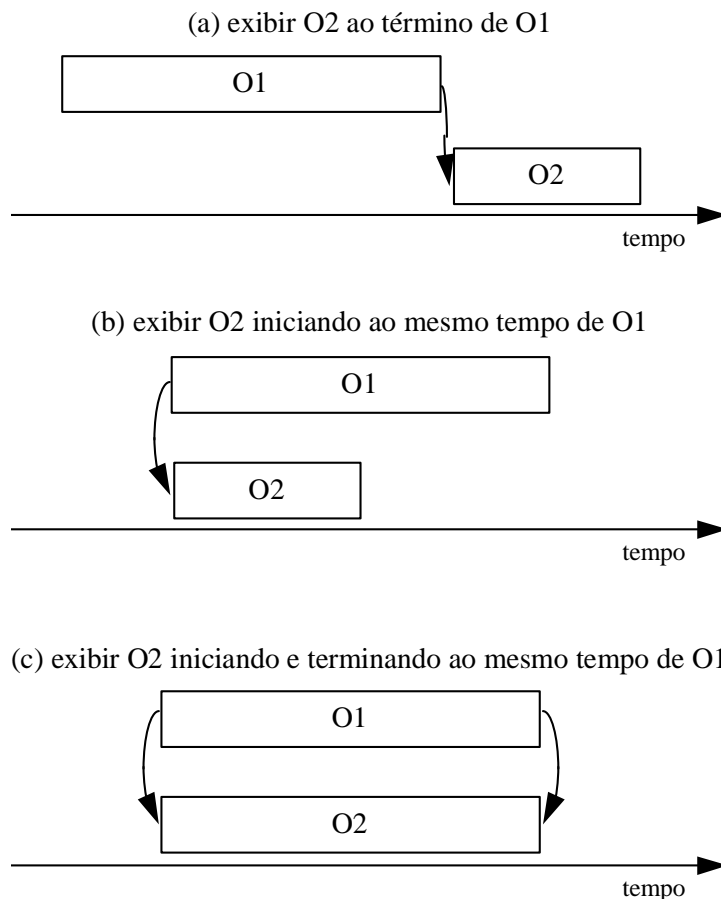 (a) exibir O2 ao término de O1
O1
O2
tempo
(b) exibir O2 iniciando ao mesmo tempo de O1
O1
O2
tempo
(c) exibir O2 iniciando e terminando ao mesmo tempo de O1
O1
O2
tempo